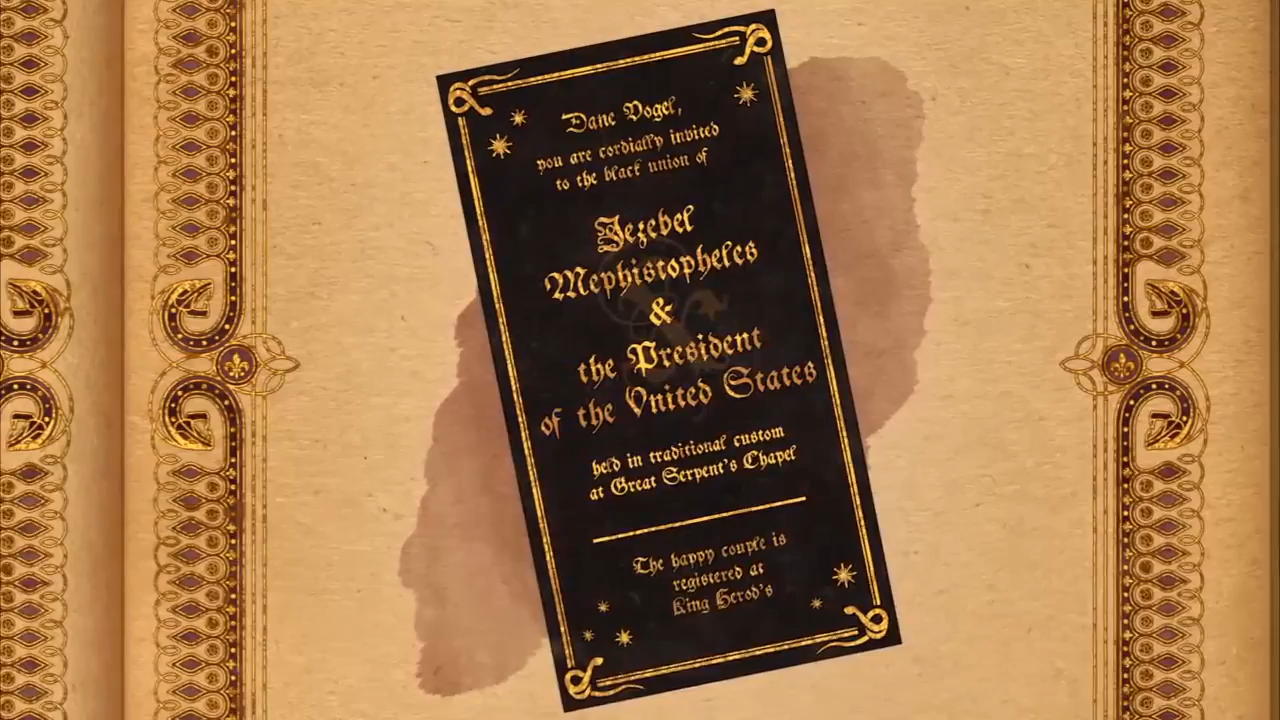 Dane Vogel,
you are cordially invited
to the black union of
Jezebel
Mephistopheles
&
the President
of the United States
held in traditional custom
at Great Serpent's Chapel
The happy couple is
registered at
King Herod's